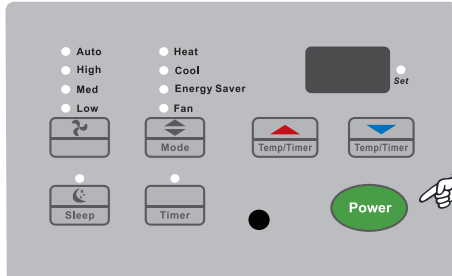 Auto
High
Med
Low
Heat
Cool
Energy Saver
Fan
Set
Mode
Temp/Timer
Temp/Timer
Sleep
Timer
Power